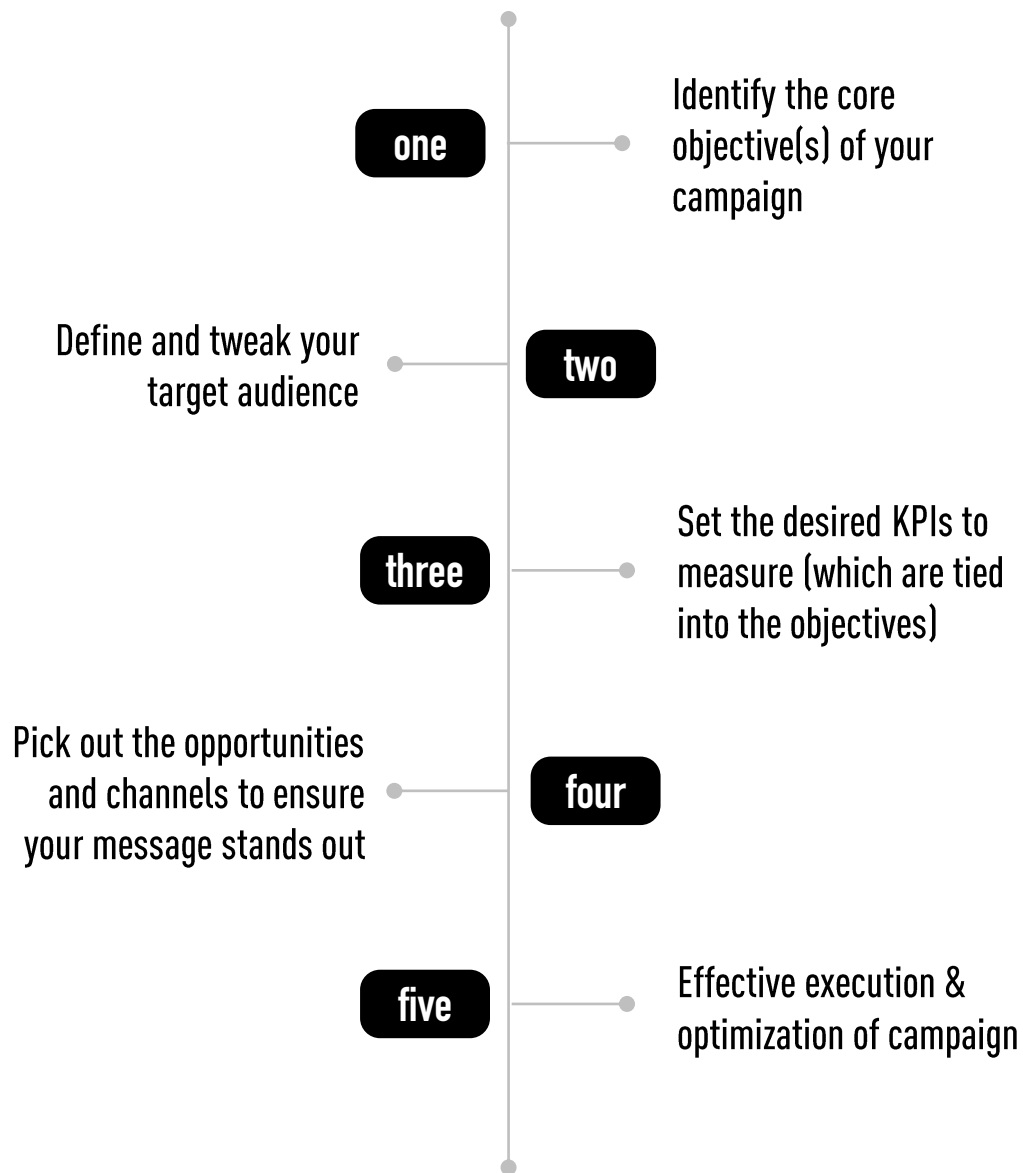 one
Identify the core
objective(s) of your
campaign
Define and tweak your
target audience
two
three
Set the desired KPIs to
measure (which are tied
into the objectives)
Pick out the opportunities
and channels to ensure
your message stands out
four
five
Effective execution &
optimization of campaign